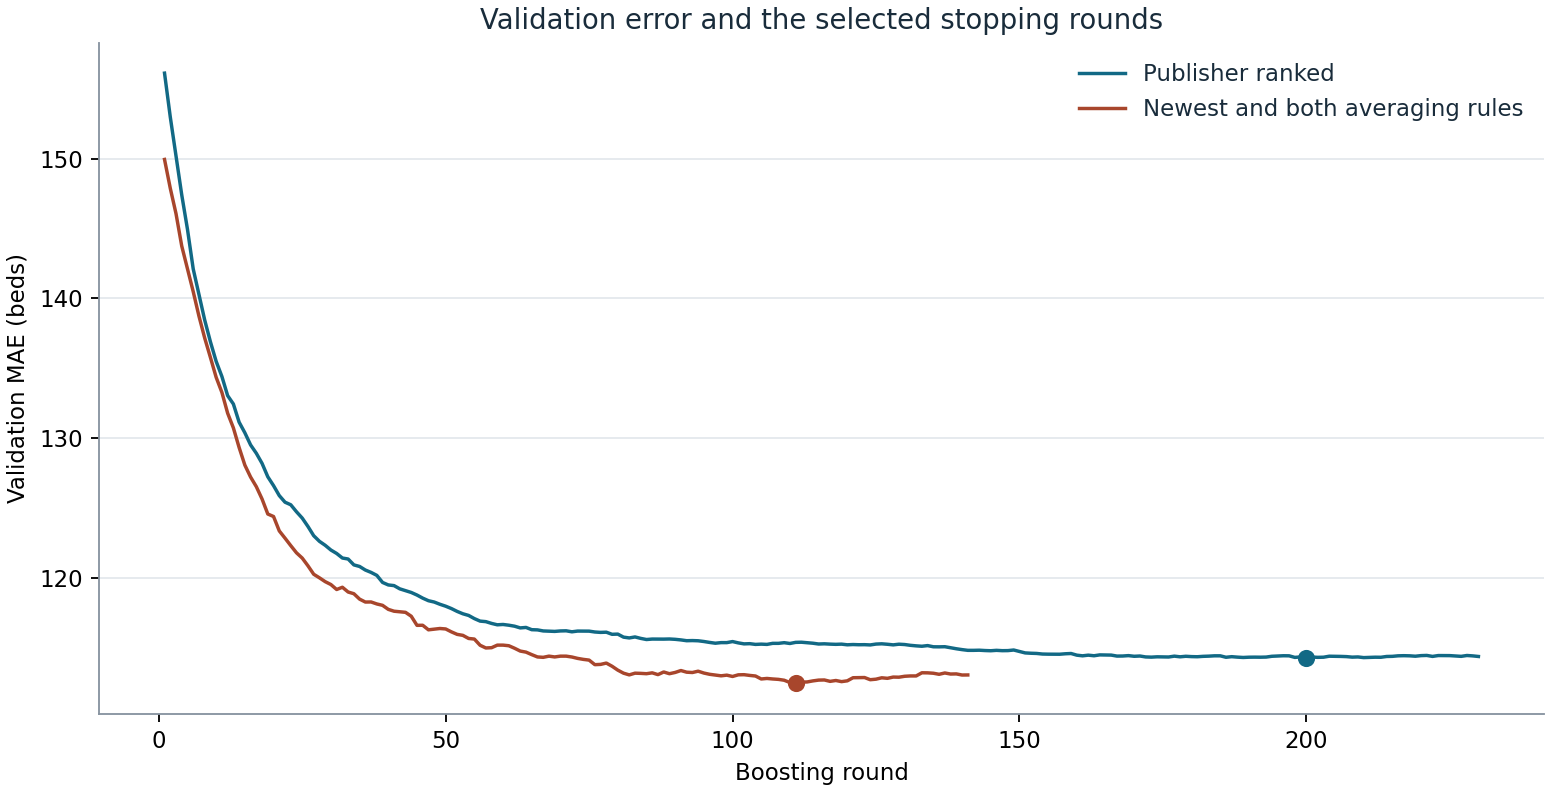 Validation error and the selected stopping rounds
Publisher ranked
Newest and both averaging rules
Validation MAE (beds)
150
140
130
120
0 50 100 150 200
Boosting round